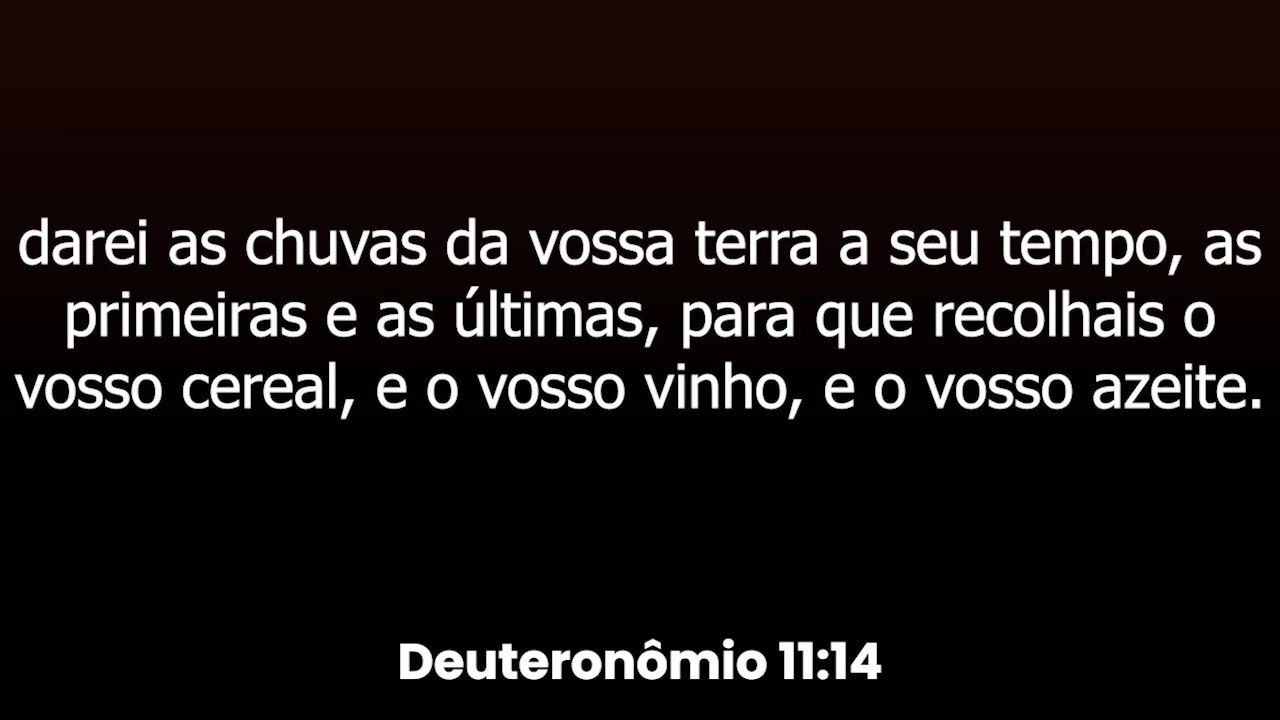 darei as chuvas da vossa terra a seu tempo, as
primeiras e as últimas, para que recolhais o
vosso cereal, e o vosso vinho, e o vosso azeite.
Deuteronômio 11:14